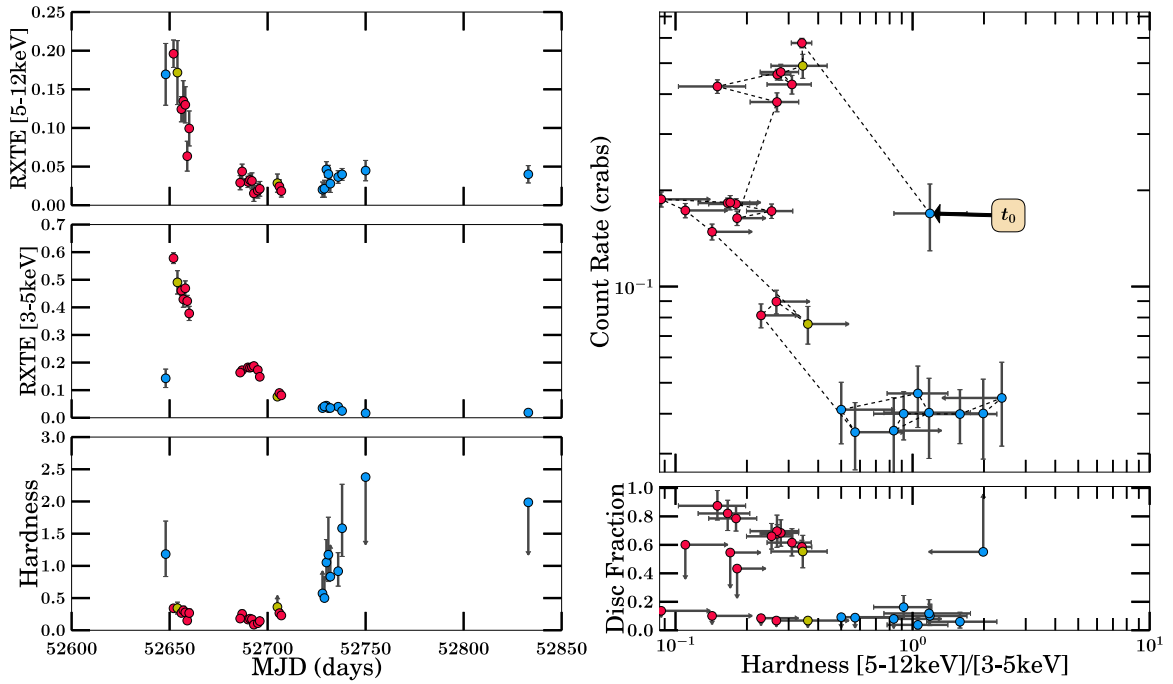 RXTE [5-12keV]
0.25
0.20
0.15
0.10
0.05
0.00
RXTE [3-5keV]
0.7
0.6
0.5
0.4
0.3
0.2
0.1
0.0
Hardness
3.0
2.5
2.0
1.5
1.0
0.5
0.0
52600 52650 52700 52750 52800 52850
MJD (days)
Count Rate (crabs)
10⁻¹ 10⁰ 10¹
10⁻¹
t₀
Disc Fraction
1.0
0.8
0.6
0.4
0.2
0.0
10⁻¹ 10⁰ 10¹
Hardness [5-12keV]/[3-5keV]